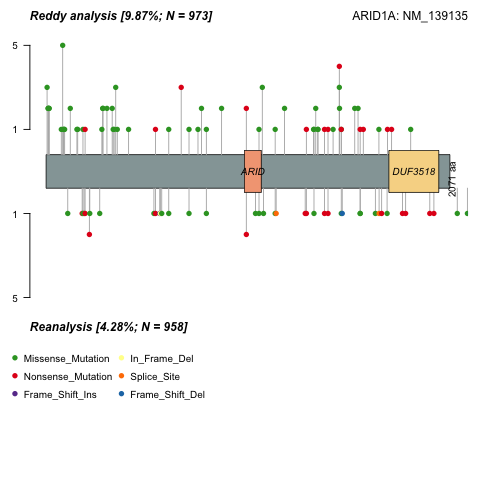 Reddy analysis [9.87%; N = 973]
ARID1A: NM_139135
5
1
ARID
DUF3518
2071 aa
1
5
Reanalysis [4.28%; N = 958]
Missense_Mutation
In_Frame_Del
Nonsense_Mutation
Splice_Site
Frame_Shift_Ins
Frame_Shift_Del